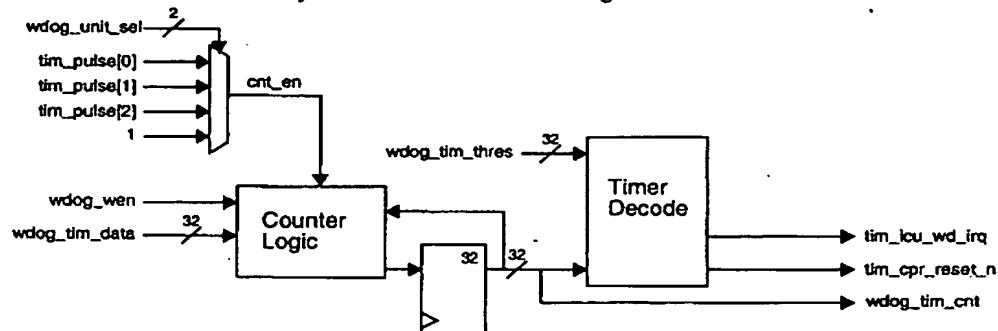 wdog_unit_sel
2
tim_pulse[0]
tim_pulse[1]
tim_pulse[2]
1
cnt_en
wdog_tim_thres
32
Timer
Decode
wdog_wen
wdog_tim_data
32
Counter
Logic
32
32
tim_icu_wd_irq
tim_cpr_reset_n
wdog_tim_cnt